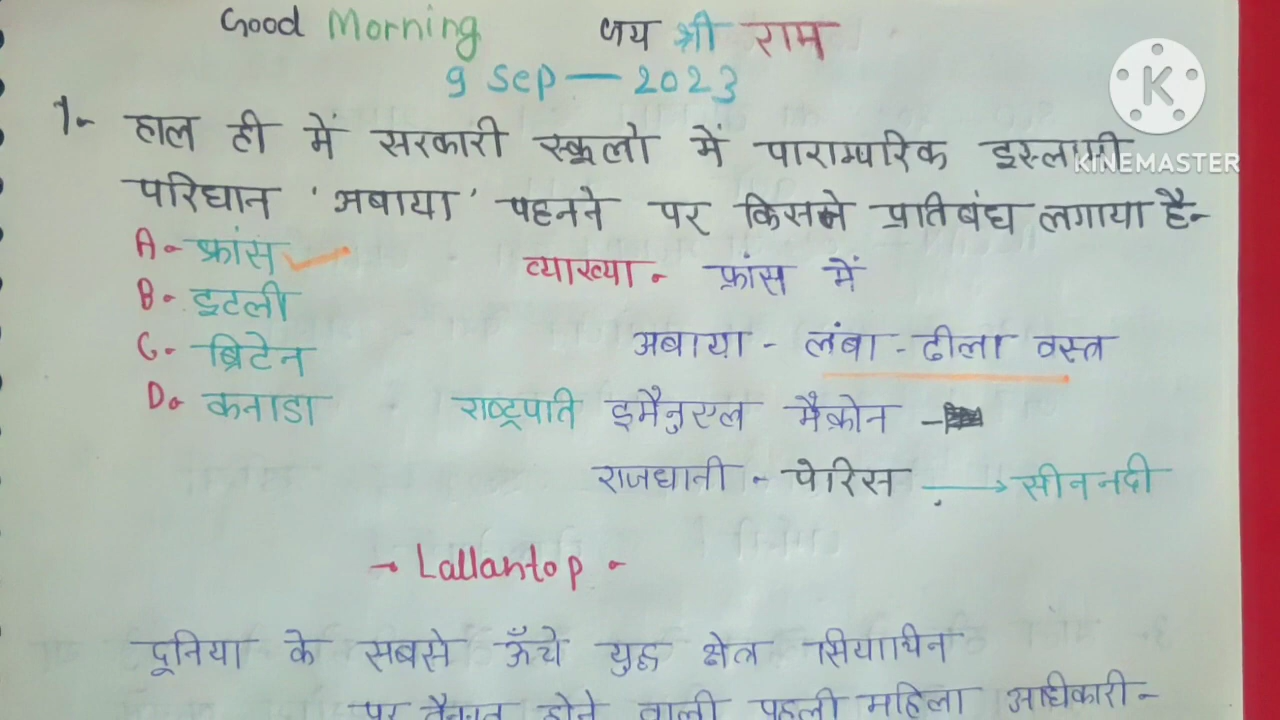 Good Morning जय श्री राम
9 Sep — 2023
1- हाल ही में सरकारी स्कूलो में पाराम्परिक इस्लामी
KINEMASTER
परिधान 'अबाया' पहनने पर किसने प्रतिबंध लगाया है-
A- फ्रांस
व्याख्या - फ्रांस में
B- इटली
C- ब्रिटेन
अबाया - लंबा - ढीला वस्त्र
D- कनाडा
राष्ट्रपति इमैनुएल मैक्रोन -
राजधानी - पेरिस → सीन नदी
→ Lallantop -
दूनिया के सबसे ऊँचे युद्ध क्षेत्र सियाचिन
पर तैनात होने वाली पहली महिला अधिकारी-